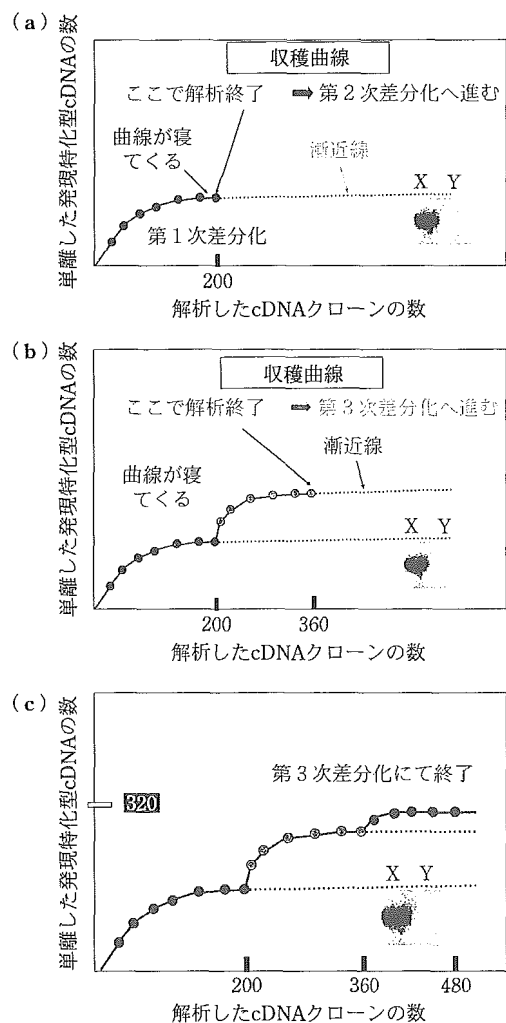 (a)
収穫曲線
ここで解析終了 ➡ 第2次差分化へ進む
曲線が寝
てくる
漸近線
X Y
第1次差分化
200
単離した発現特化型cDNAの数
解析したcDNAクローンの数
(b)
収穫曲線
ここで解析終了 ➡ 第3次差分化へ進む
漸近線
曲線が寝
てくる
X Y
200 360
単離した発現特化型cDNAの数
解析したcDNAクローンの数
(c)
第3次差分化にて終了
320
X Y
200 360 480
単離した発現特化型cDNAの数
解析したcDNAクローンの数